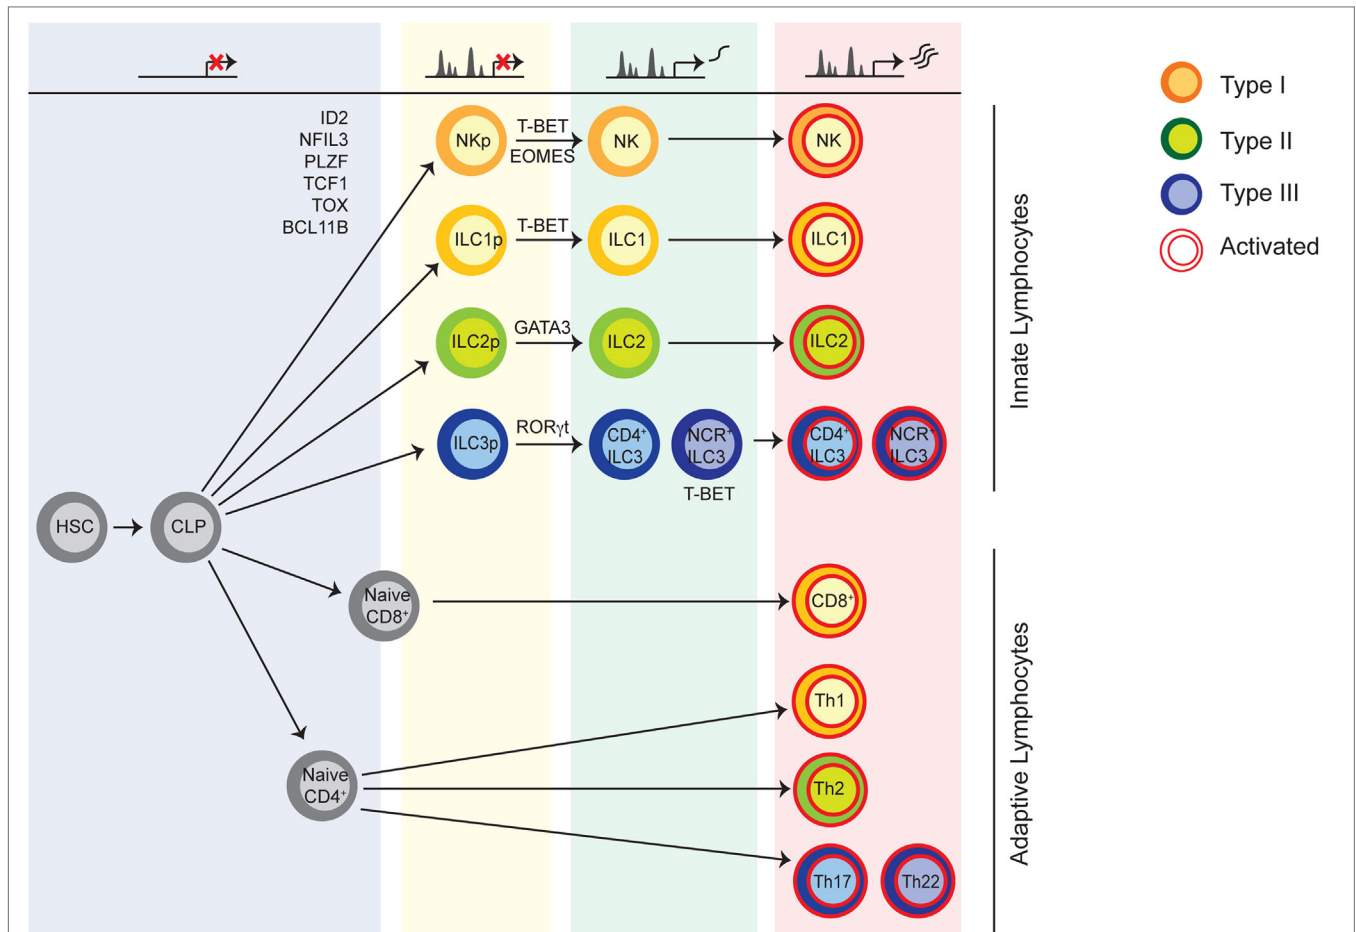 ID2
NFIL3
PLZF
TCF1
TOX
BCL11B
NKp
T-BET
EOMES
NK
NK
ILC1p
T-BET
ILC1
ILC1
ILC2p
GATA3
ILC2
ILC2
ILC3p
RORγt
CD4⁺
ILC3
NCR⁺
ILC3
T-BET
CD4⁺
ILC3
NCR⁺
ILC3
HSC
CLP
Naive
CD8⁺
CD8⁺
Naive
CD4⁺
Th1
Th2
Th17
Th22
Innate Lymphocytes
Adaptive Lymphocytes
Type I
Type II
Type III
Activated